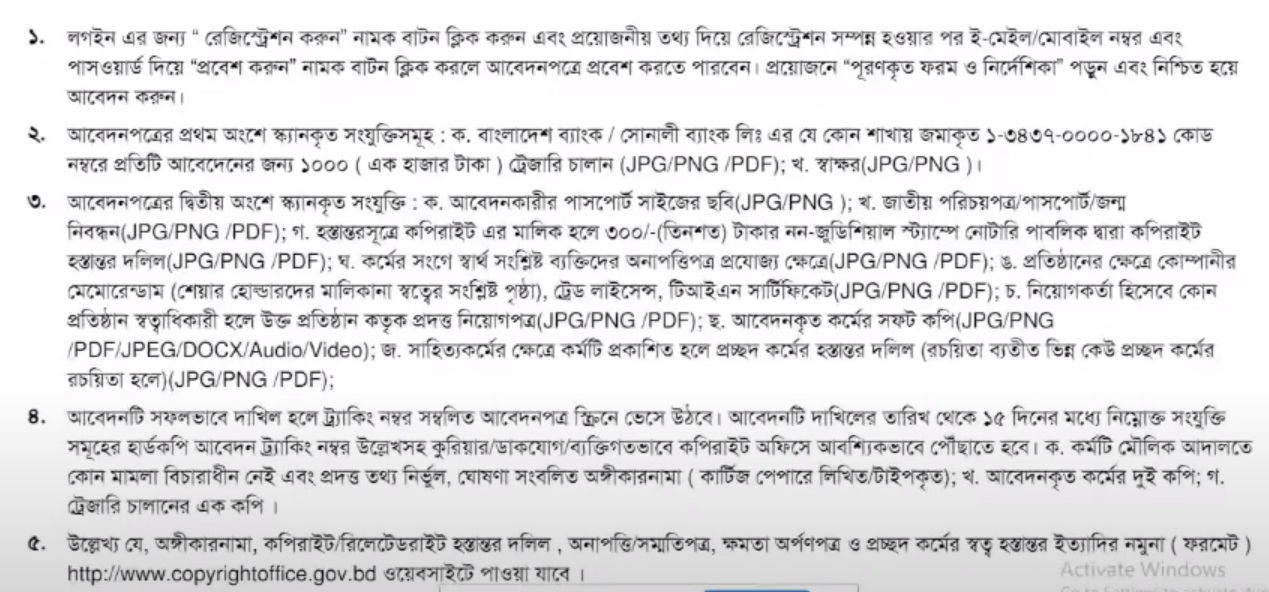 ১. লগইন এর জন্য “ রেজিস্ট্রেশন করুন” নামক বাটন ক্লিক করুন এবং প্রয়োজনীয় তথ্য দিয়ে রেজিস্ট্রেশন সম্পন্ন হওয়ার পর ই-মেইল/মোবাইল নম্বর এবং
পাসওয়ার্ড দিয়ে “প্রবেশ করুন” নামক বাটন ক্লিক করলে আবেদনপত্রে প্রবেশ করতে পারবেন। প্রয়োজনে “পূরণকৃত ফরম ও নির্দেশিকা” পড়ুন এবং নিশ্চিত হয়ে
আবেদন করুন।
২. আবেদনপত্রের প্রথম অংশে স্ক্যানকৃত সংযুক্তিসমূহ : ক. বাংলাদেশ ব্যাংক / সোনালী ব্যাংক লিঃ এর যে কোন শাখায় জমাকৃত ১-৩৪৩৭-০০০০-১৮৪১ কোড
নম্বরে প্রতিটি আবেদেনের জন্য ১০০০ ( এক হাজার টাকা ) ট্রেজারি চালান (JPG/PNG /PDF); খ. স্বাক্ষর(JPG/PNG )।
৩. আবেদনপত্রের দ্বিতীয় অংশে স্ক্যানকৃত সংযুক্তি : ক. আবেদনকারীর পাসপোর্ট সাইজের ছবি(JPG/PNG ); খ. জাতীয় পরিচয়পত্র/পাসপোর্ট/জন্ম
নিবন্ধন(JPG/PNG /PDF); গ. হস্তান্তরসূত্রে কপিরাইট এর মালিক হলে ৩০০/-(তিনশত) টাকার নন-জুডিশিয়াল স্ট্যাম্পে নোটারি পাবলিক দ্বারা কপিরাইট
হস্তান্তর দলিল(JPG/PNG /PDF); ঘ. কর্মের সংগে স্বার্থ সংশ্লিষ্ট ব্যক্তিদের অনাপত্তিপত্র প্রযোজ্য ক্ষেত্রে(JPG/PNG /PDF); ঙ. প্রতিষ্ঠানের ক্ষেত্রে কোম্পানীর
মেমোরেন্ডাম (শেয়ার হোল্ডারদের মালিকানা স্বত্বের সংশ্লিষ্ট পৃষ্ঠা), ট্রেড লাইসেন্স, টিআইএন সার্টিফিকেট(JPG/PNG /PDF); চ. নিয়োগকর্তা হিসেবে কোন
প্রতিষ্ঠান স্বত্বাধিকারী হলে উক্ত প্রতিষ্ঠান কতৃক প্রদত্ত নিয়োগপত্র(JPG/PNG /PDF); ছ. আবেদনকৃত কর্মের সফট কপি(JPG/PNG
/PDF/JPEG/DOCX/Audio/Video); জ. সাহিত্যকর্মের ক্ষেত্রে কর্মটি প্রকাশিত হলে প্রচ্ছদ কর্মের হস্তান্তর দলিল (রচয়িতা ব্যতীত ভিন্ন কেউ প্রচ্ছদ কর্মের
রচয়িতা হলে)(JPG/PNG /PDF);
৪. আবেদনটি সফলভাবে দাখিল হলে ট্র্যাকিং নম্বর সম্বলিত আবেদনপত্র স্ক্রিনে ভেসে উঠবে। আবেদনটি দাখিলের তারিখ থেকে ১৫ দিনের মধ্যে নিম্নোক্ত সংযুক্তি
সমূহের হার্ডকপি আবেদন ট্র্যাকিং নম্বর উল্লেখসহ কুরিয়ার/ডাকযোগ/ব্যক্তিগতভাবে কপিরাইট অফিসে আবশ্যিকভাবে পৌঁছাতে হবে। ক. কর্মটি মৌলিক আদালতে
কোন মামলা বিচারাধীন নেই এবং প্রদত্ত তথ্য নির্ভুল, ঘোষণা সংবলিত অঙ্গীকারনামা ( কার্টিজ পেপারে লিখিত/টাইপকৃত); খ. আবেদনকৃত কর্মের দুই কপি; গ.
ট্রেজারি চালানের এক কপি ।
৫. উল্লেখ্য যে, অঙ্গীকারনামা, কপিরাইট/রিলেটেডরাইট হস্তান্তর দলিল , অনাপত্তি/সম্মতিপত্র, ক্ষমতা অর্পণপত্র ও প্রচ্ছদ কর্মের স্বত্ব হস্তান্তর ইত্যাদির নমুনা ( ফরমেট )
http://www.copyrightoffice.gov.bd ওয়েবসাইটে পাওয়া যাবে ।
Activate Windows